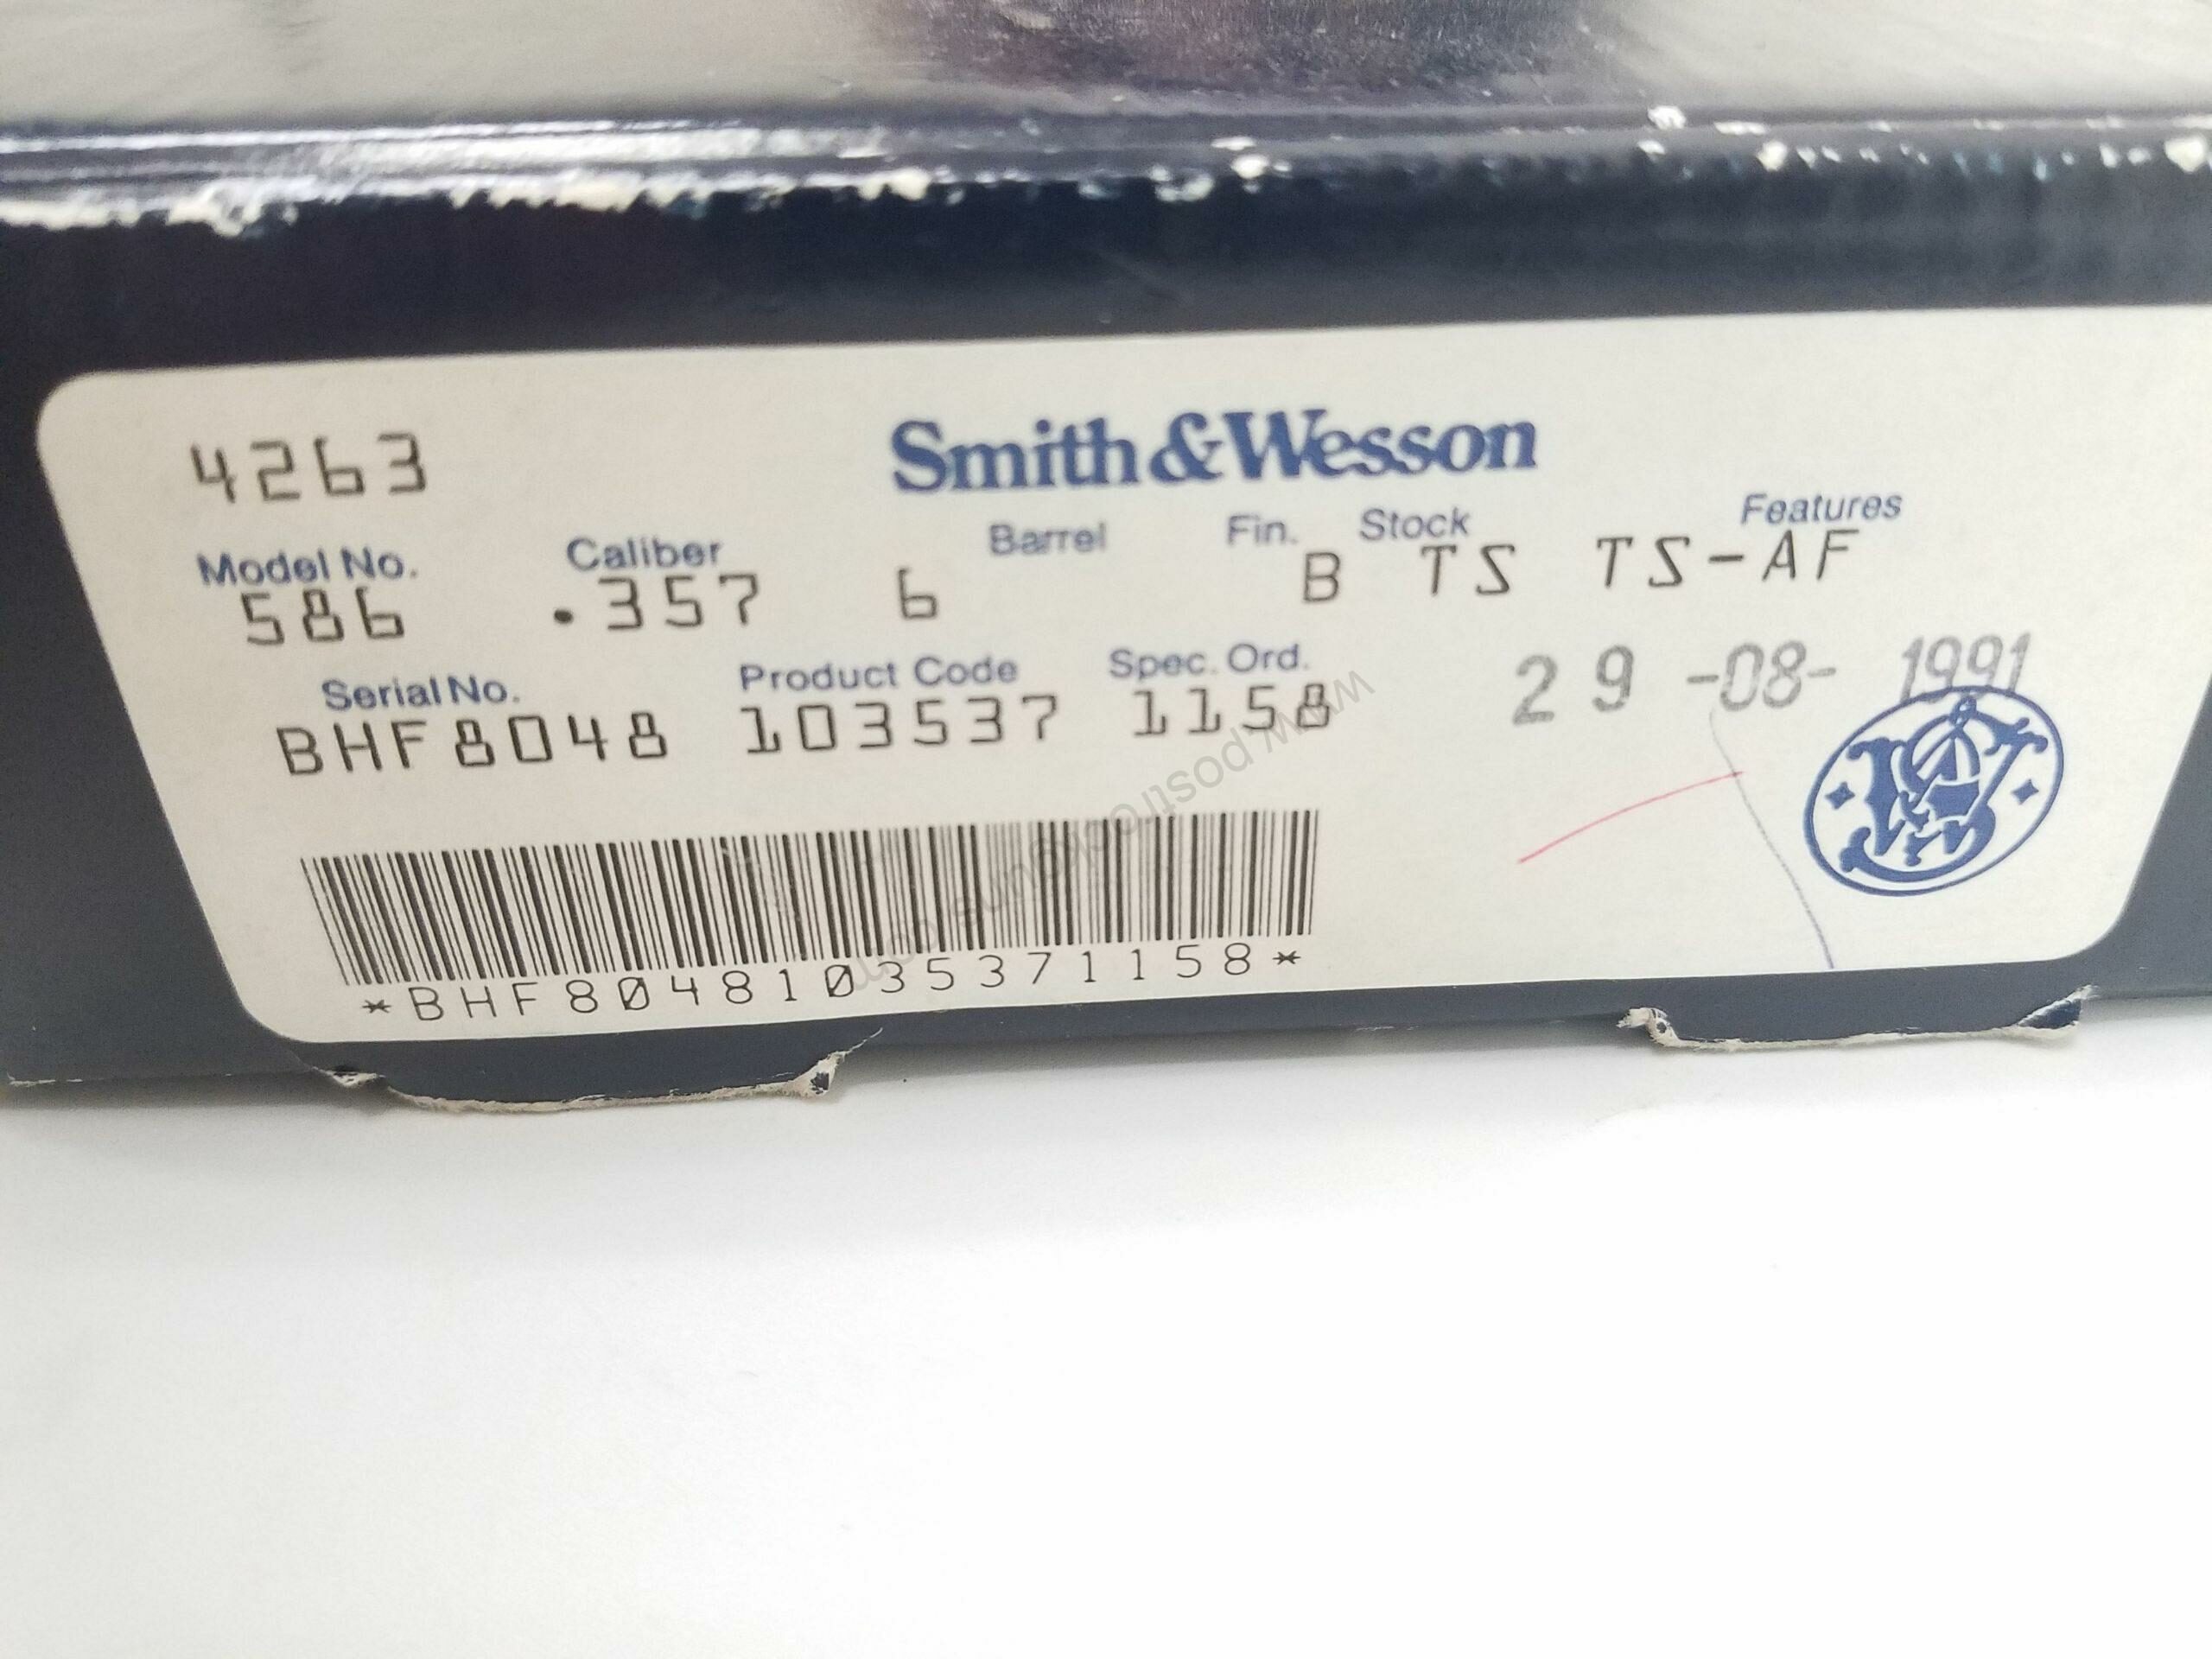 4263
Smith & Wesson
Model No. Caliber Barrel Fin. Stock Features
586 .357 6 B TS TS-AF
Serial No. Product Code Spec. Ord.
BHF8048 103537 1158
29-08-1991
*BHF80481035371158*